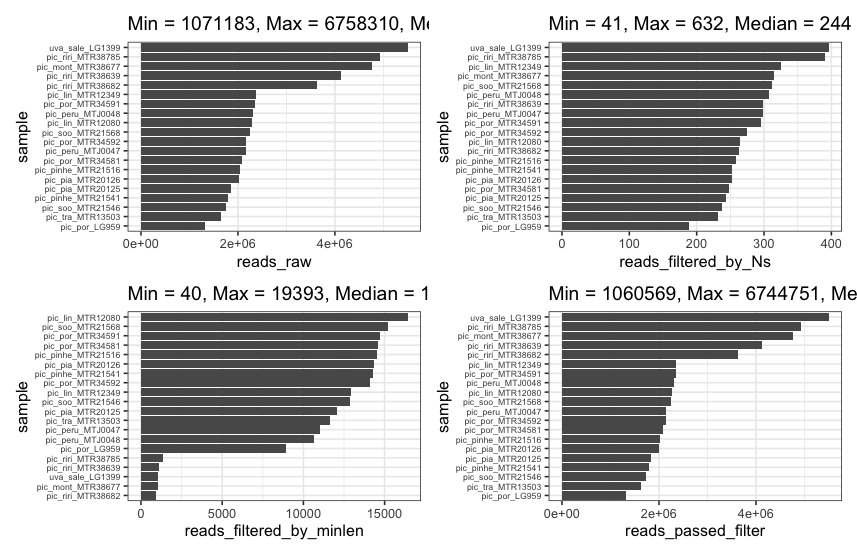 Min = 1071183, Max = 6758310, Me
sample
uva_sale_LG1399
pic_riri_MTR38785
pic_mont_MTR38677
pic_riri_MTR38639
pic_riri_MTR38682
pic_lin_MTR12349
pic_por_MTR34591
pic_peru_MTJ0048
pic_lin_MTR12080
pic_soo_MTR21568
pic_por_MTR34592
pic_peru_MTJ0047
pic_por_MTR34581
pic_pinhe_MTR21516
pic_pia_MTR20126
pic_pia_MTR20125
pic_pinhe_MTR21541
pic_soo_MTR21546
pic_tra_MTR13503
pic_por_LG959
0e+00 2e+06 4e+06
reads_raw
Min = 41, Max = 632, Median = 244
sample
uva_sale_LG1399
pic_riri_MTR38785
pic_lin_MTR12349
pic_mont_MTR38677
pic_soo_MTR21568
pic_peru_MTJ0048
pic_riri_MTR38639
pic_peru_MTJ0047
pic_por_MTR34591
pic_por_MTR34592
pic_lin_MTR12080
pic_riri_MTR38682
pic_pinhe_MTR21516
pic_pinhe_MTR21541
pic_pia_MTR20126
pic_por_MTR34581
pic_pia_MTR20125
pic_soo_MTR21546
pic_tra_MTR13503
pic_por_LG959
0 100 200 300 400
reads_filtered_by_Ns
Min = 40, Max = 19393, Median = 1
sample
pic_lin_MTR12080
pic_soo_MTR21568
pic_por_MTR34591
pic_por_MTR34581
pic_pinhe_MTR21516
pic_pia_MTR20126
pic_pinhe_MTR21541
pic_por_MTR34592
pic_lin_MTR12349
pic_soo_MTR21546
pic_pia_MTR20125
pic_tra_MTR13503
pic_peru_MTJ0047
pic_peru_MTJ0048
pic_por_LG959
pic_riri_MTR38785
pic_riri_MTR38639
uva_sale_LG1399
pic_mont_MTR38677
pic_riri_MTR38682
0 5000 10000 15000
reads_filtered_by_minlen
Min = 1060569, Max = 6744751, Me
sample
uva_sale_LG1399
pic_riri_MTR38785
pic_mont_MTR38677
pic_riri_MTR38639
pic_riri_MTR38682
pic_lin_MTR12349
pic_por_MTR34591
pic_peru_MTJ0048
pic_lin_MTR12080
pic_soo_MTR21568
pic_peru_MTJ0047
pic_por_MTR34592
pic_por_MTR34581
pic_pinhe_MTR21516
pic_pia_MTR20126
pic_pia_MTR20125
pic_pinhe_MTR21541
pic_soo_MTR21546
pic_tra_MTR13503
pic_por_LG959
0e+00 2e+06 4e+06
reads_passed_filter